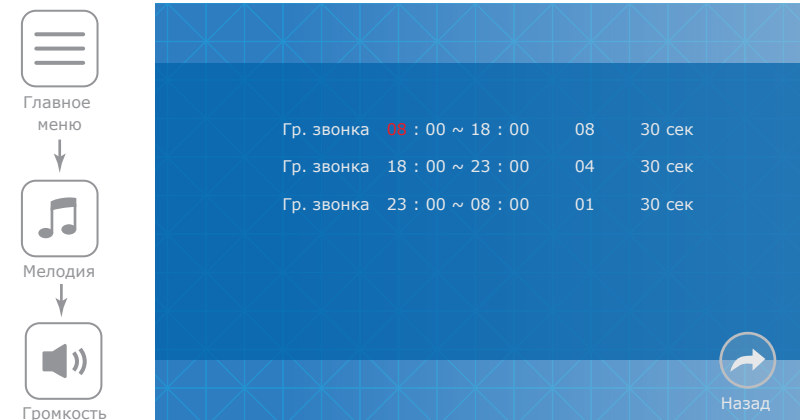 Главное
меню
Мелодия
Громкость
Гр. звонка 08 : 00 ~ 18 : 00 08 30 сек
Гр. звонка 18 : 00 ~ 23 : 00 04 30 сек
Гр. звонка 23 : 00 ~ 08 : 00 01 30 сек
Назад